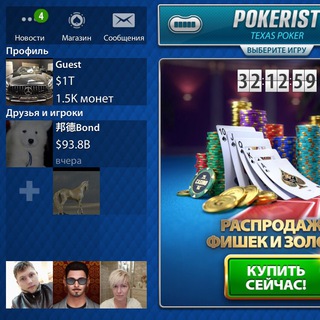 4
Новости Магазин Сообщения
Профиль
Guest
$1T
1.5K монет
Друзья и игроки
邦德Bond
$93.8B
вчера
POKERIST
TEXAS POKER
ВЫБЕРИТЕ ИГРУ
32:12:59
РАСПРОДАЖ
ФИШЕК И ЗОЛО
КУПИТЬ
СЕЙЧАС!